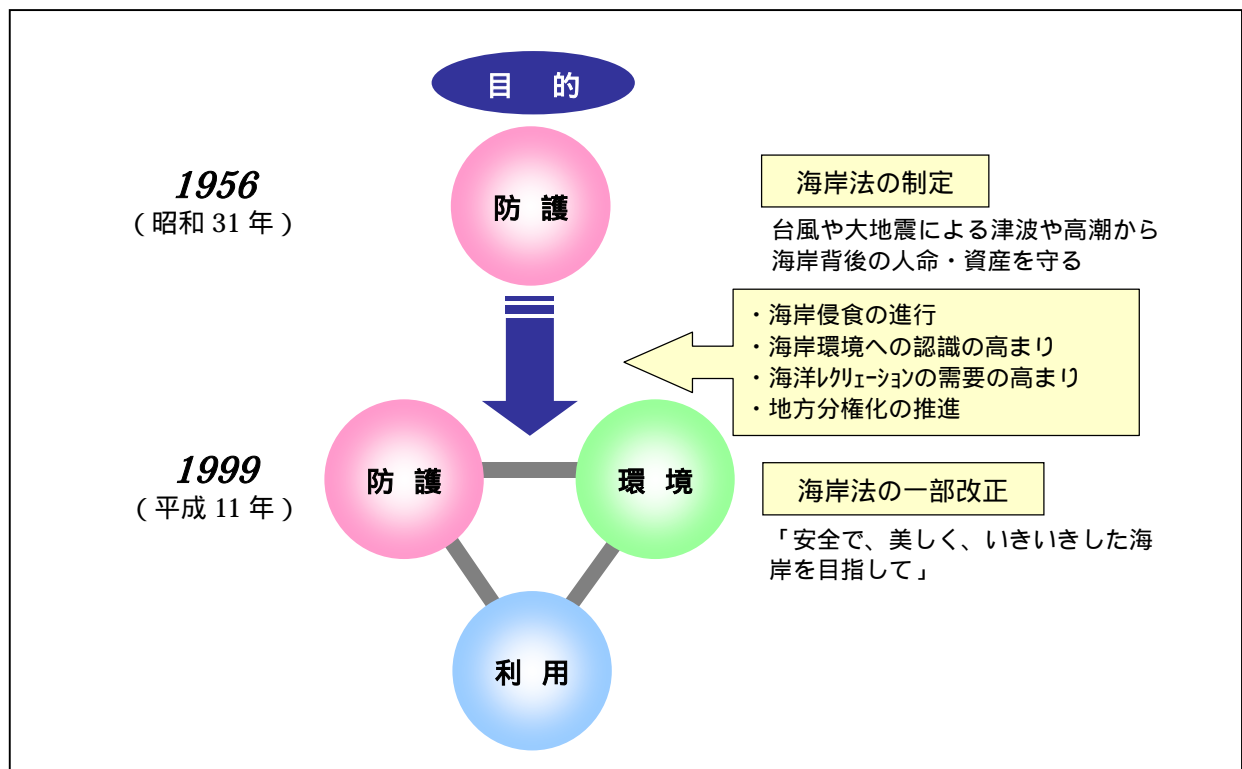 目 的
防 護
1956
（昭和 31 年）
海岸法の制定
台風や大地震による津波や高潮から
海岸背後の人命・資産を守る
・海岸侵食の進行
・海岸環境への認識の高まり
・海洋ﾚｸﾘｪｰｼｮﾝの需要の高まり
・地方分権化の推進
防 護
環 境
1999
（平成 11 年）
海岸法の一部改正
「安全で、美しく、いきいきした海
岸を目指して」
利 用